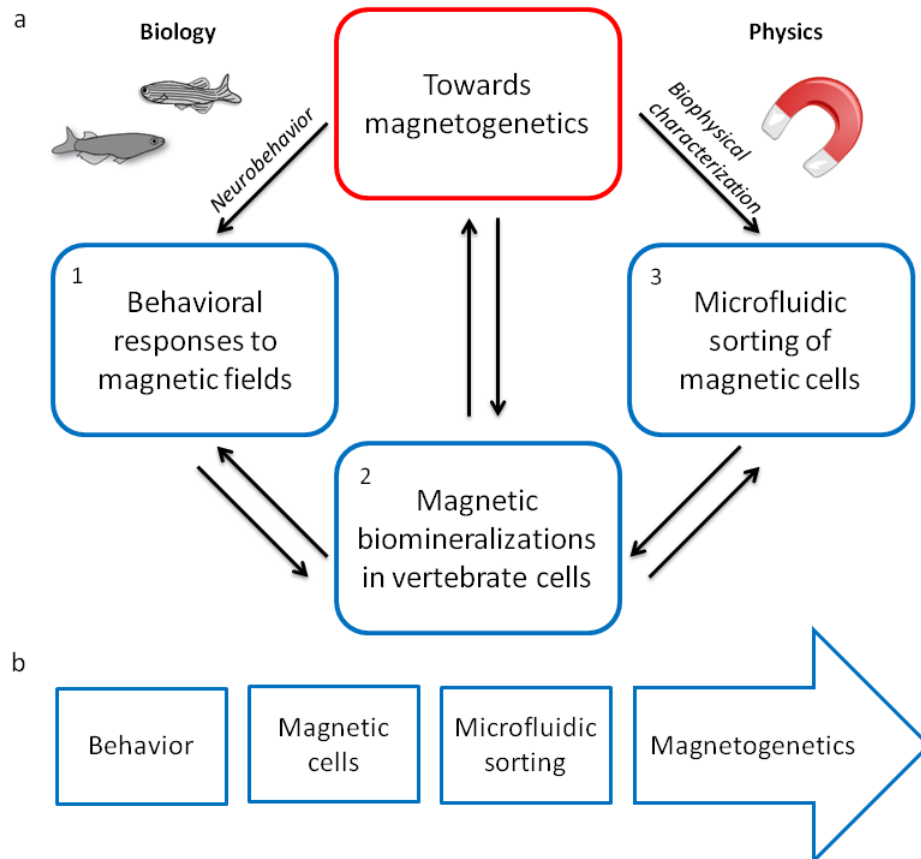 a
Biology
Physics
Towards
magnetogenetics
Neurobehavior
Biophysical
characterization
1
Behavioral
responses to
magnetic fields
3
Microfluidic
sorting of
magnetic cells
2
Magnetic
biomineralizations
in vertebrate cells
b
Behavior
Magnetic
cells
Microfluidic
sorting
Magnetogenetics